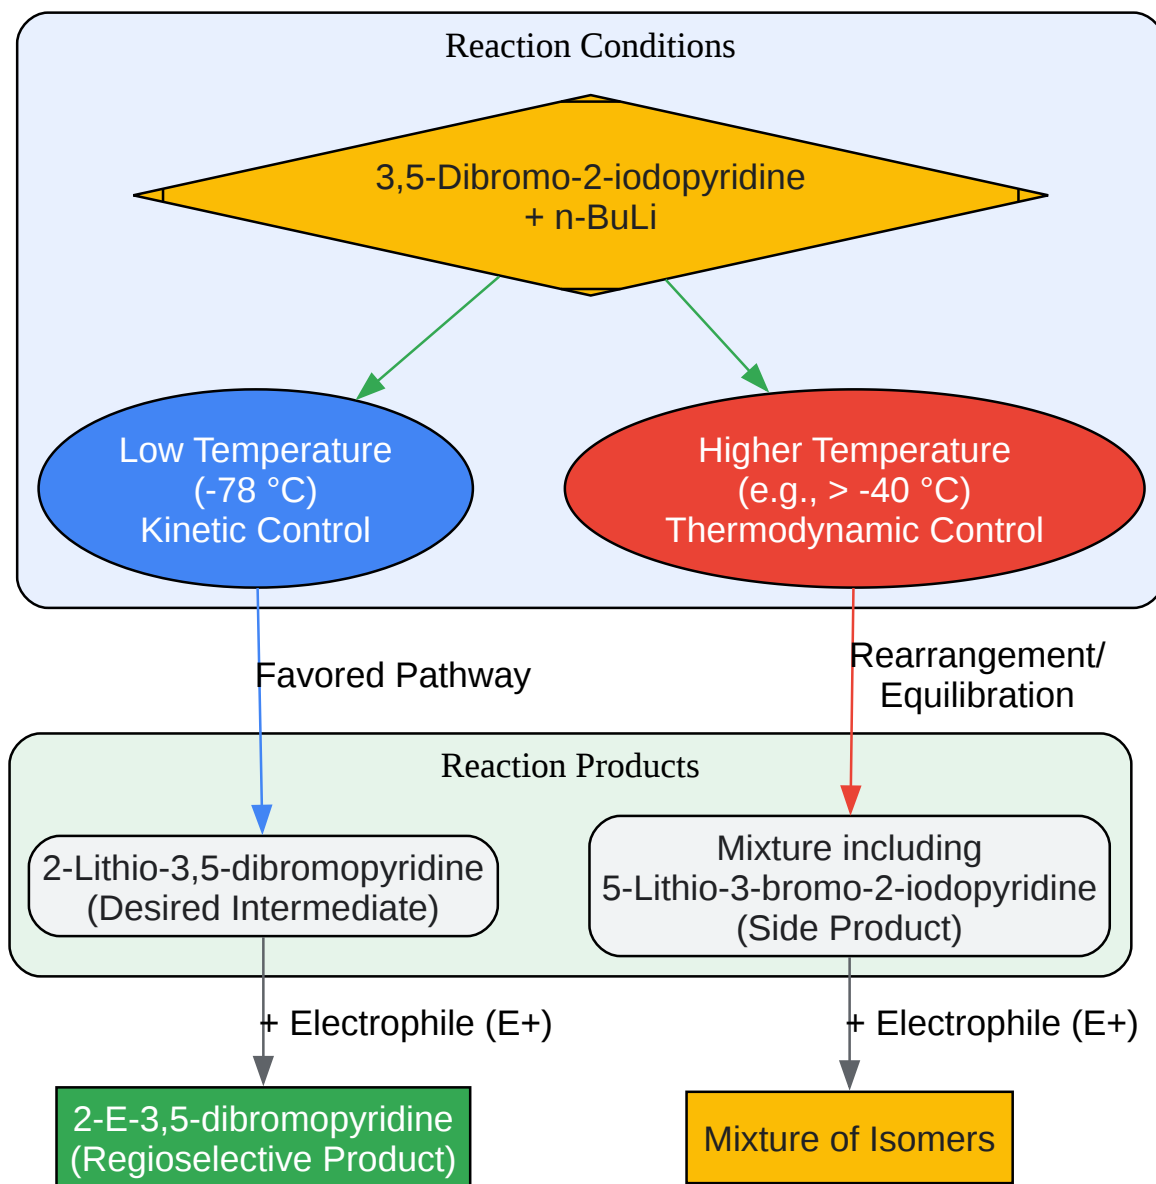 Reaction Conditions
3,5-Dibromo-2-iodopyridine
+ n-BuLi
Low Temperature
(-78 °C)
Kinetic Control
Higher Temperature
(e.g., > -40 °C)
Thermodynamic Control
Favored Pathway
Rearrangement/
Equilibration
Reaction Products
2-Lithio-3,5-dibromopyridine
(Desired Intermediate)
Mixture including
5-Lithio-3-bromo-2-iodopyridine
(Side Product)
+ Electrophile (E+)
+ Electrophile (E+)
2-E-3,5-dibromopyridine
(Regioselective Product)
Mixture of Isomers